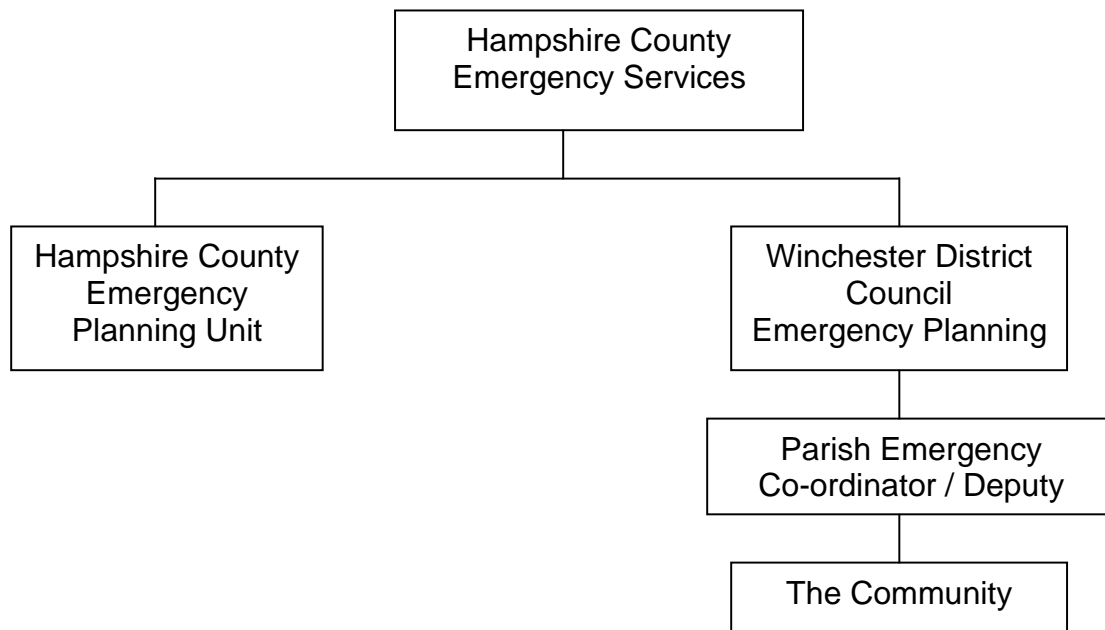 Hampshire County
Emergency Services
Hampshire County
Emergency
Planning Unit
Winchester District
Council
Emergency Planning
Parish Emergency
Co-ordinator / Deputy
The Community